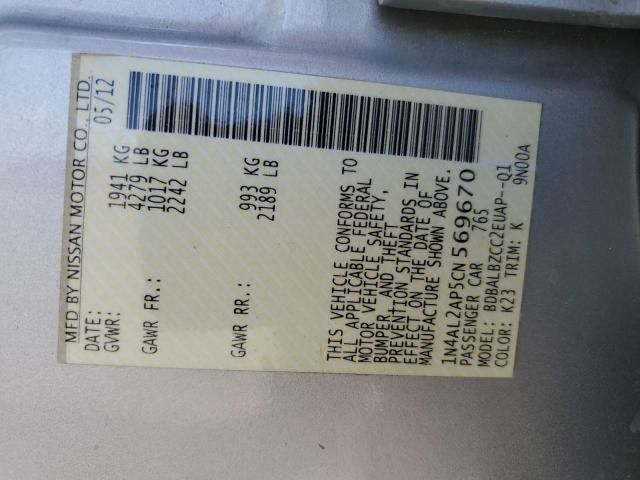 MFD BY NISSAN MOTOR CO., LTD.
DATE: 05/12
GVWR: 1941 KG
4279 LB
GAWR FR.: 1017 KG
2242 LB
GAWR RR.: 993 KG
2189 LB
THIS VEHICLE CONFORMS TO
ALL APPLICABLE FEDERAL
MOTOR VEHICLE SAFETY,
BUMPER, AND THEFT
PREVENTION STANDARDS IN
EFFECT ON THE DATE OF
MANUFACTURE SHOWN ABOVE.
1N4AL2AP5CN569670
PASSENGER CAR 765
MODEL: BDBALBZCC2EUAP--Q1
COLOR: K23 TRIM: K 9N00A